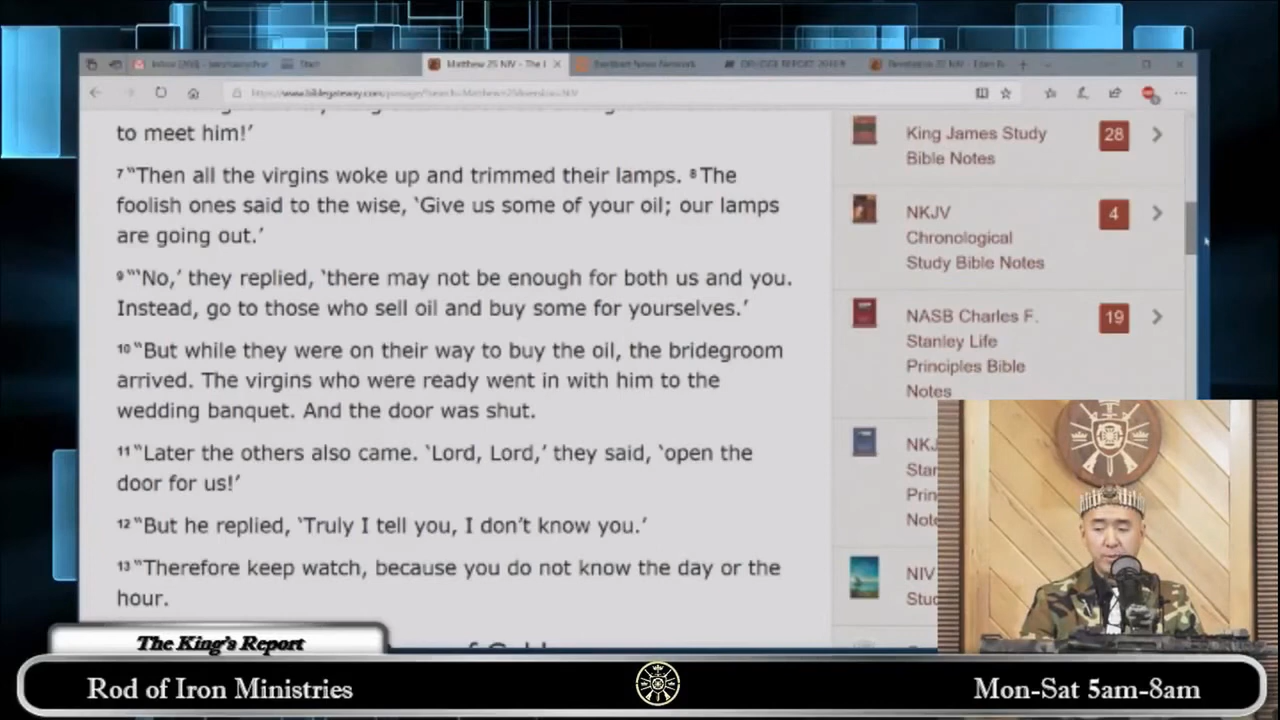 Matthew 25 NIV - The
to meet him!’
7 “Then all the virgins woke up and trimmed their lamps. 8 The
foolish ones said to the wise, ‘Give us some of your oil; our lamps
are going out.’
9 “‘No,’ they replied, ‘there may not be enough for both us and you.
Instead, go to those who sell oil and buy some for yourselves.’
10 “But while they were on their way to buy the oil, the bridegroom
arrived. The virgins who were ready went in with him to the
wedding banquet. And the door was shut.
11 “Later the others also came. ‘Lord, Lord,’ they said, ‘open the
door for us!’
12 “But he replied, ‘Truly I tell you, I don’t know you.’
13 “Therefore keep watch, because you do not know the day or the
hour.
King James Study
Bible Notes
28
NKJV
Chronological
Study Bible Notes
4
NASB Charles F.
Stanley Life
Principles Bible
Notes
19
NIV
The King's Report
Rod of Iron Ministries
Mon-Sat 5am-8am